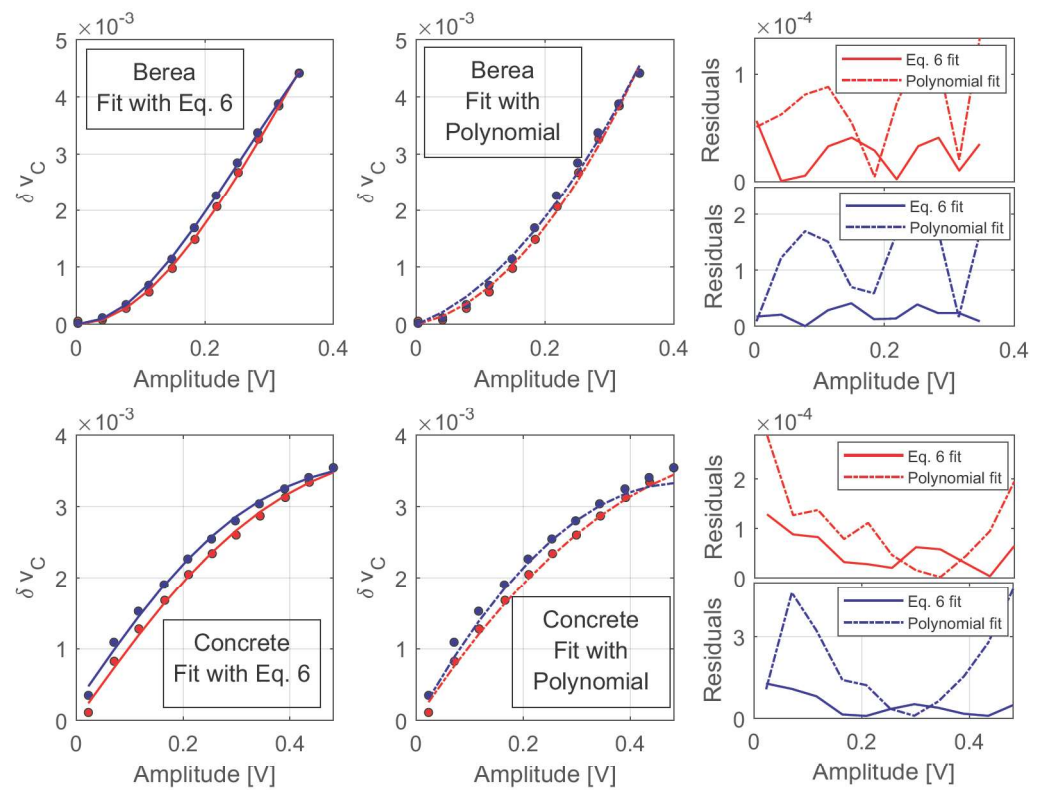 ×10⁻³
5
4
3
2
1
0
δ v_C
Berea
Fit with Eq. 6
0
0.2
0.4
Amplitude [V]
×10⁻³
5
4
3
2
1
0
Berea
Fit with
Polynomial
0
0.2
0.4
Amplitude [V]
×10⁻⁴
1
0
Residuals
Eq. 6 fit
Polynomial fit
2
0
Residuals
Eq. 6 fit
Polynomial fit
0
0.2
0.4
Amplitude [V]
×10⁻³
4
3
2
1
0
δ v_C
Concrete
Fit with Eq. 6
0
0.2
0.4
Amplitude [V]
×10⁻³
4
3
2
1
0
δ v_C
Concrete
Fit with
Polynomial
0
0.2
0.4
Amplitude [V]
×10⁻⁴
2
0
Residuals
Eq. 6 fit
Polynomial fit
3
0
Residuals
Eq. 6 fit
Polynomial fit
0
0.2
0.4
Amplitude [V]